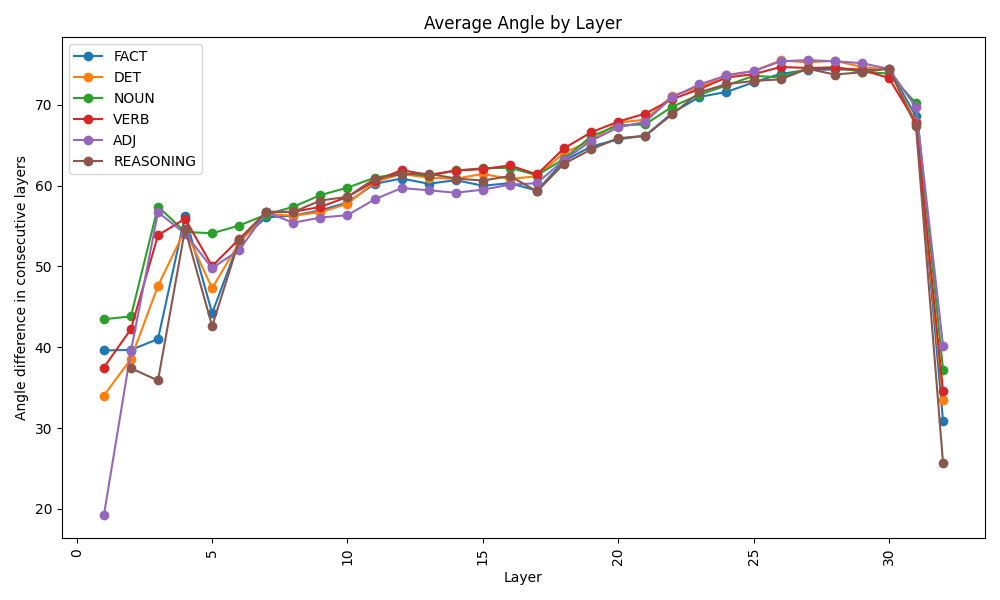 Average Angle by Layer
FACT
DET
NOUN
VERB
ADJ
REASONING
Angle difference in consecutive layers
70
60
50
40
30
20
0
5
10
15
20
25
30
Layer